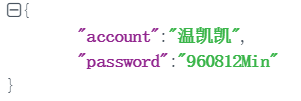 {
"account":"温凯凯",
"password":"960812Min"
}